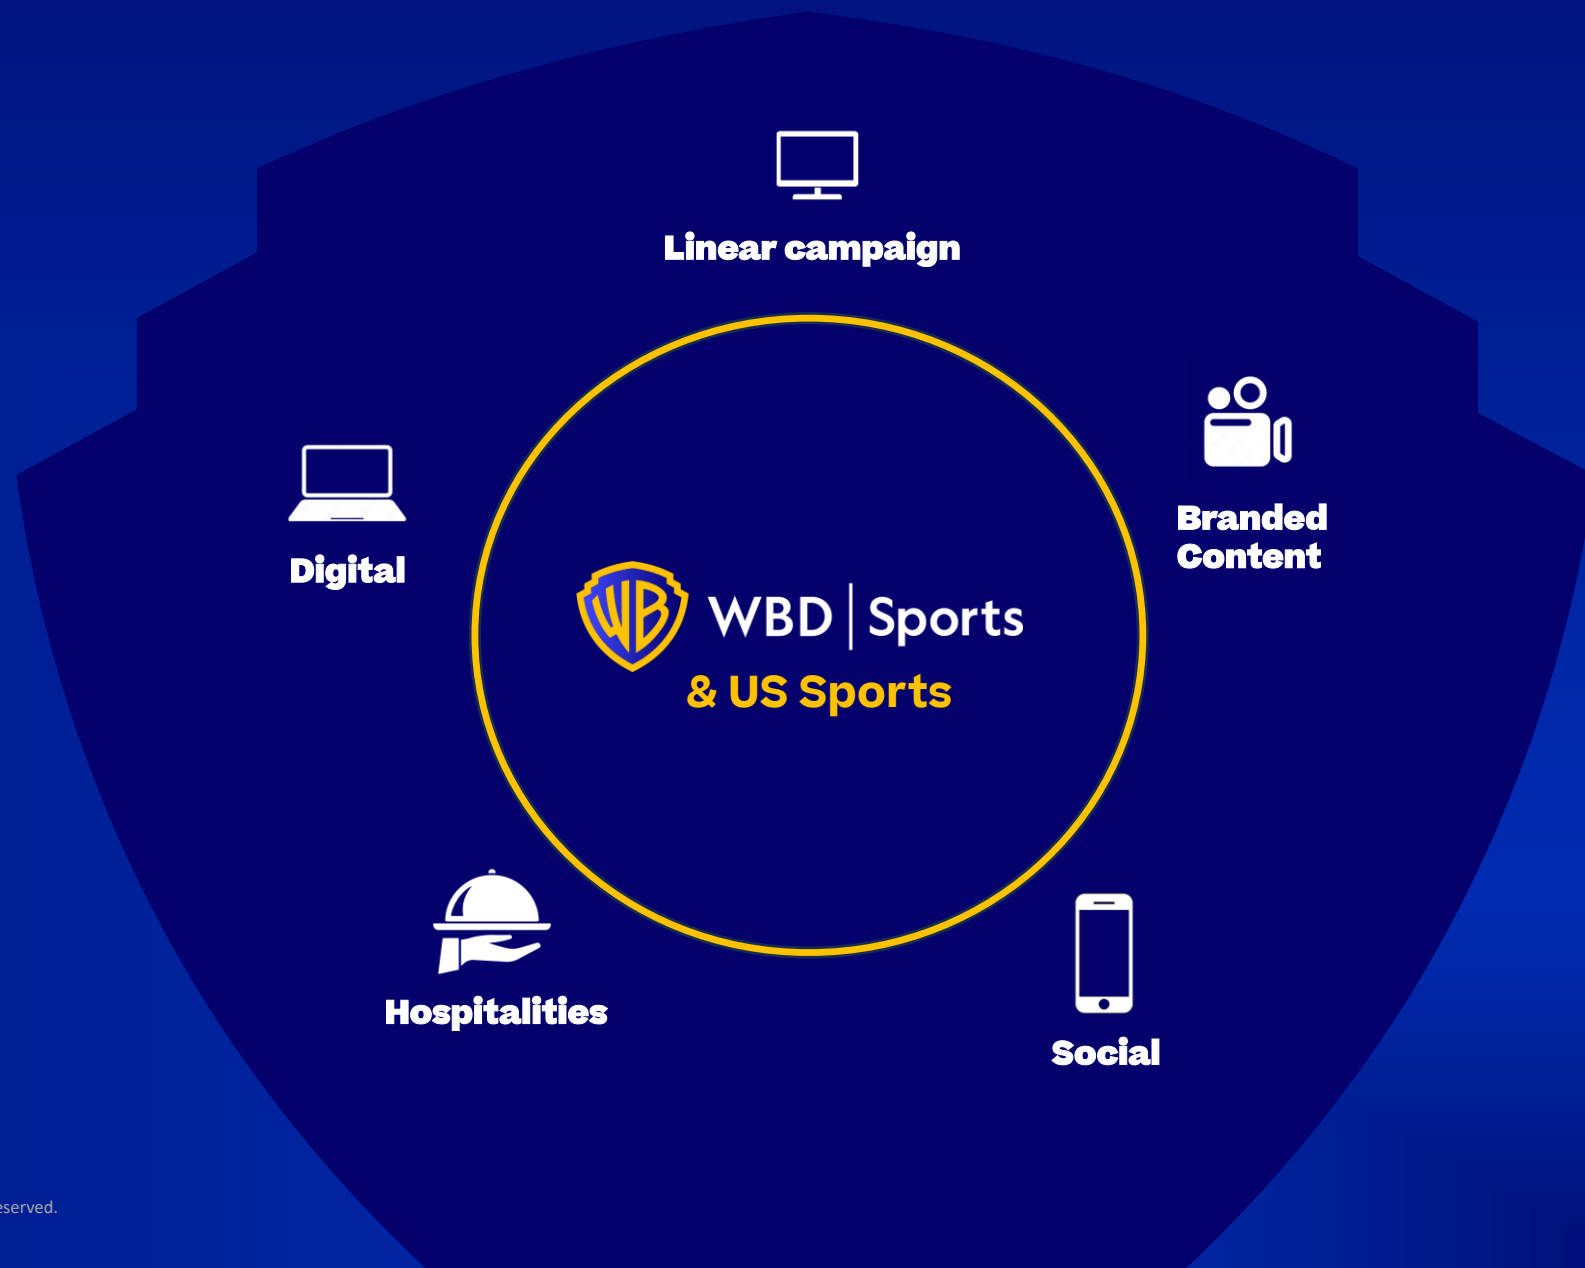 Linear campaign
Branded
Content
Digital
WB WBD | Sports
& US Sports
Hospitalities
Social
eserved.